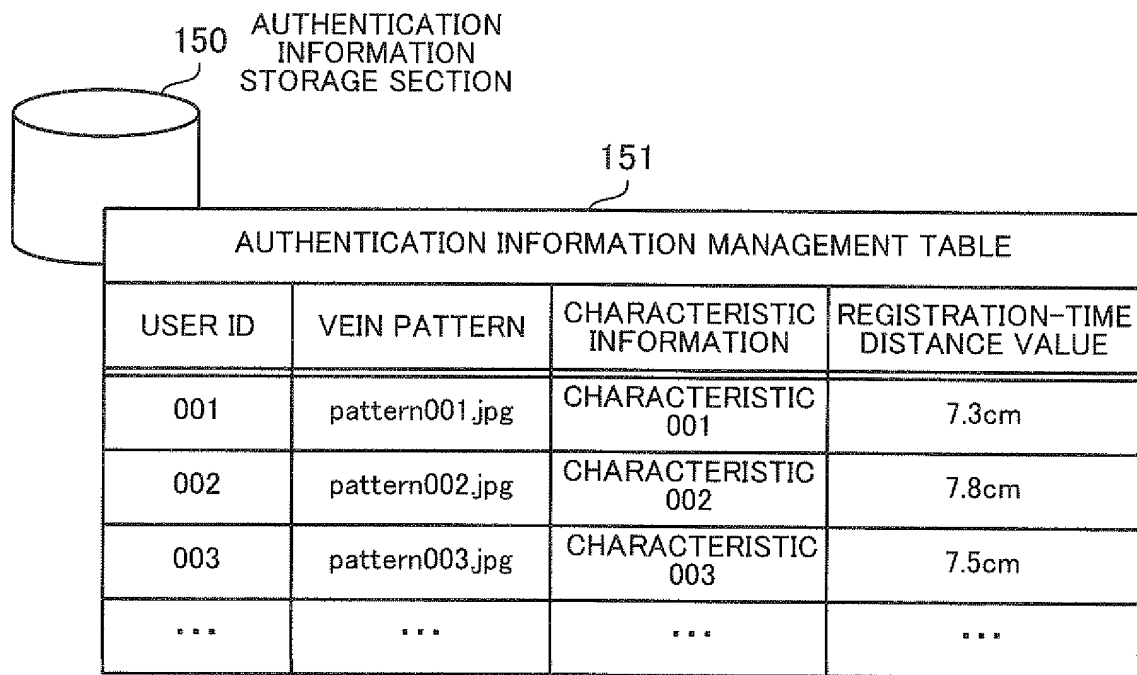 150
AUTHENTICATION
INFORMATION
STORAGE SECTION
151
AUTHENTICATION INFORMATION MANAGEMENT TABLE
USER ID
VEIN PATTERN
CHARACTERISTIC
INFORMATION
REGISTRATION-TIME
DISTANCE VALUE
001
pattern001.jpg
CHARACTERISTIC
001
7.3cm
002
pattern002.jpg
CHARACTERISTIC
002
7.8cm
003
pattern003.jpg
CHARACTERISTIC
003
7.5cm
...
...
...
...